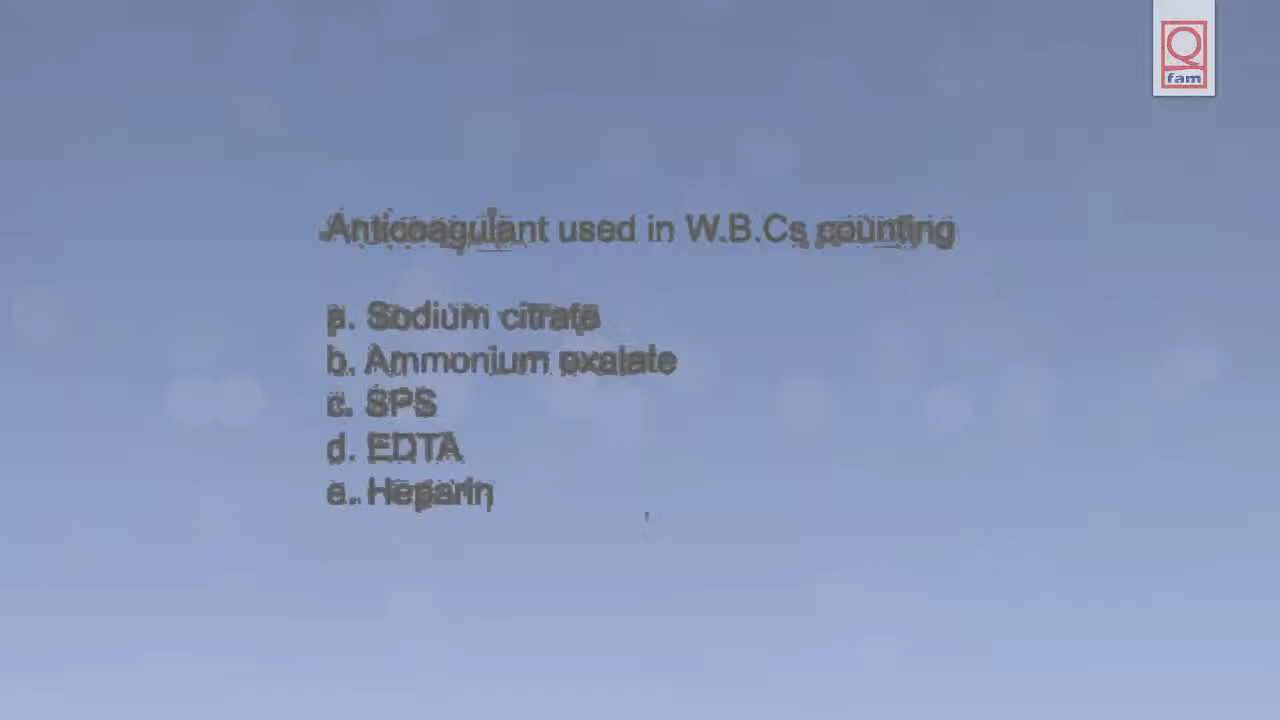 Q
fam
Anticoagulant used in W.B.Cs counting
a. Sodium citrate
b. Ammonium oxalate
c. SPS
d. EDTA
e. Heparin